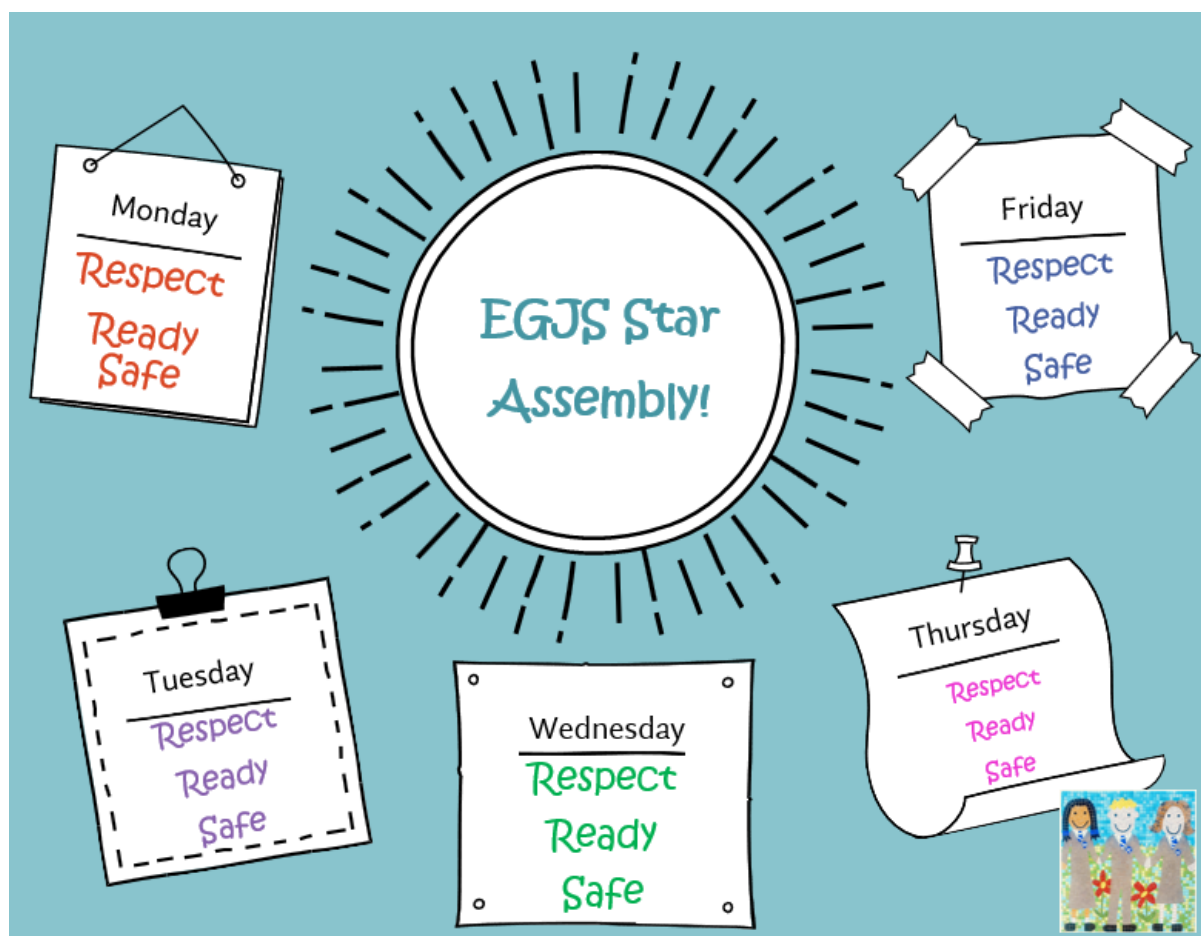 Monday
Respect
Ready
Safe
EGJS Star
Assembly!
Friday
Respect
Ready
Safe
Tuesday
Respect
Ready
Safe
Wednesday
Respect
Ready
Safe
Thursday
Respect
Ready
Safe